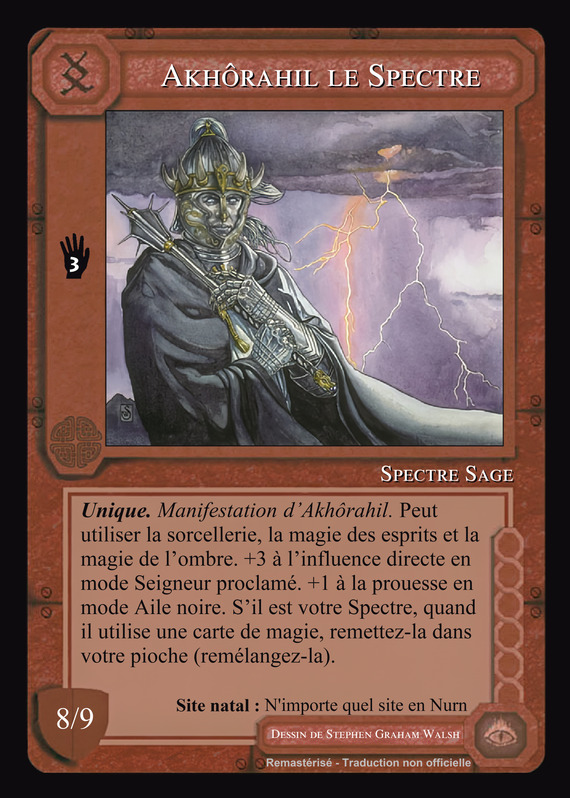 Akhôrahil le Spectre
3
Spectre Sage
Unique. Manifestation d'Akhôrahil. Peut
utiliser la sorcellerie, la magie des esprits et la
magie de l'ombre. +3 à l'influence directe en
mode Seigneur proclamé. +1 à la prouesse en
mode Aile noire. S'il est votre Spectre, quand
il utilise une carte de magie, remettez-la dans
votre pioche (remélangez-la).
Site natal : N'importe quel site en Nurn
8/9
Dessin de Stephen Graham Walsh
Remastérisé - Traduction non officielle